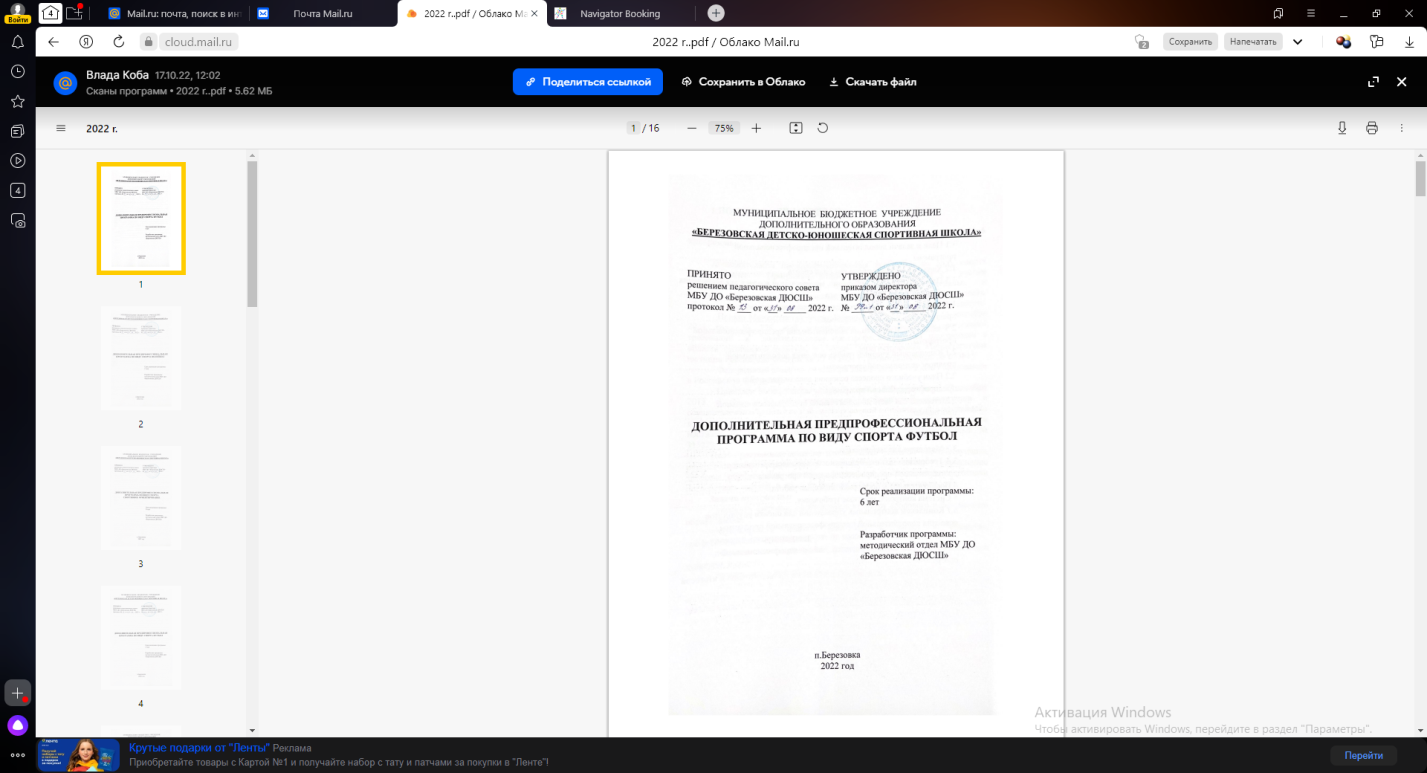 4
Mail.ru: почта, поиск в ин
Почта Mail.ru
2022 г..pdf / Облако Ma
Navigator Booking
Войти
cloud.mail.ru
2022 г..pdf / Облако Mail.ru
2
Сохранить
Напечатать
Влада Коба 17.10.22, 12:02
Сканы программ • 2022 г..pdf • 5.62 МБ
Поделиться ссылкой
Сохранить в Облако
Скачать файл
2022 г.
1 / 16
75%
4
1
2
3
4
МУНИЦИПАЛЬНОЕ БЮДЖЕТНОЕ УЧРЕЖДЕНИЕ
ДОПОЛНИТЕЛЬНОГО ОБРАЗОВАНИЯ
«БЕРЕЗОВСКАЯ ДЕТСКО-ЮНОШЕСКАЯ СПОРТИВНАЯ ШКОЛА»
ПРИНЯТО
решением педагогического совета
МБУ ДО «Березовская ДЮСШ»
протокол № от « » 2022 г.
УТВЕРЖДЕНО
приказом директора
МБУ ДО «Березовская ДЮСШ»
№ от « » 2022 г.
ДОПОЛНИТЕЛЬНАЯ ПРЕДПРОФЕССИОНАЛЬНАЯ
ПРОГРАММА ПО ВИДУ СПОРТА ФУТБОЛ
Срок реализации программы:
6 лет
Разработчик программы:
методический отдел МБУ ДО
«Березовская ДЮСШ»
п.Березовка
2022 год
Активация Windows
Чтобы активировать Windows, перейдите в раздел "Параметры".
Крутые подарки от "Ленты" Реклама
Приобретайте товары с Картой №1 и получайте набор с тату и патчами за покупки в "Ленте"!
Перейти